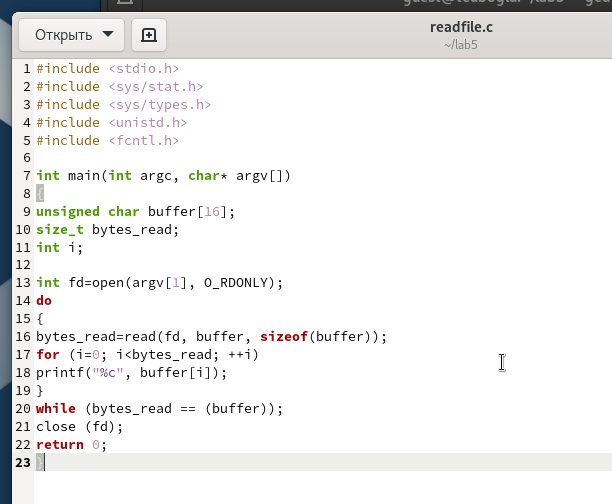 Открыть
readfile.c
~/lab5
1 #include <stdio.h>
2 #include <sys/stat.h>
3 #include <sys/types.h>
4 #include <unistd.h>
5 #include <fcntl.h>
6
7 int main(int argc, char* argv[])
8 {
9 unsigned char buffer[16];
10 size_t bytes_read;
11 int i;
12
13 int fd=open(argv[1], O_RDONLY);
14 do
15 {
16 bytes_read=read(fd, buffer, sizeof(buffer));
17 for (i=0; i<bytes_read; ++i)
18 printf("%c", buffer[i]);
19 }
20 while (bytes_read == (buffer));
21 close (fd);
22 return 0;
23 }